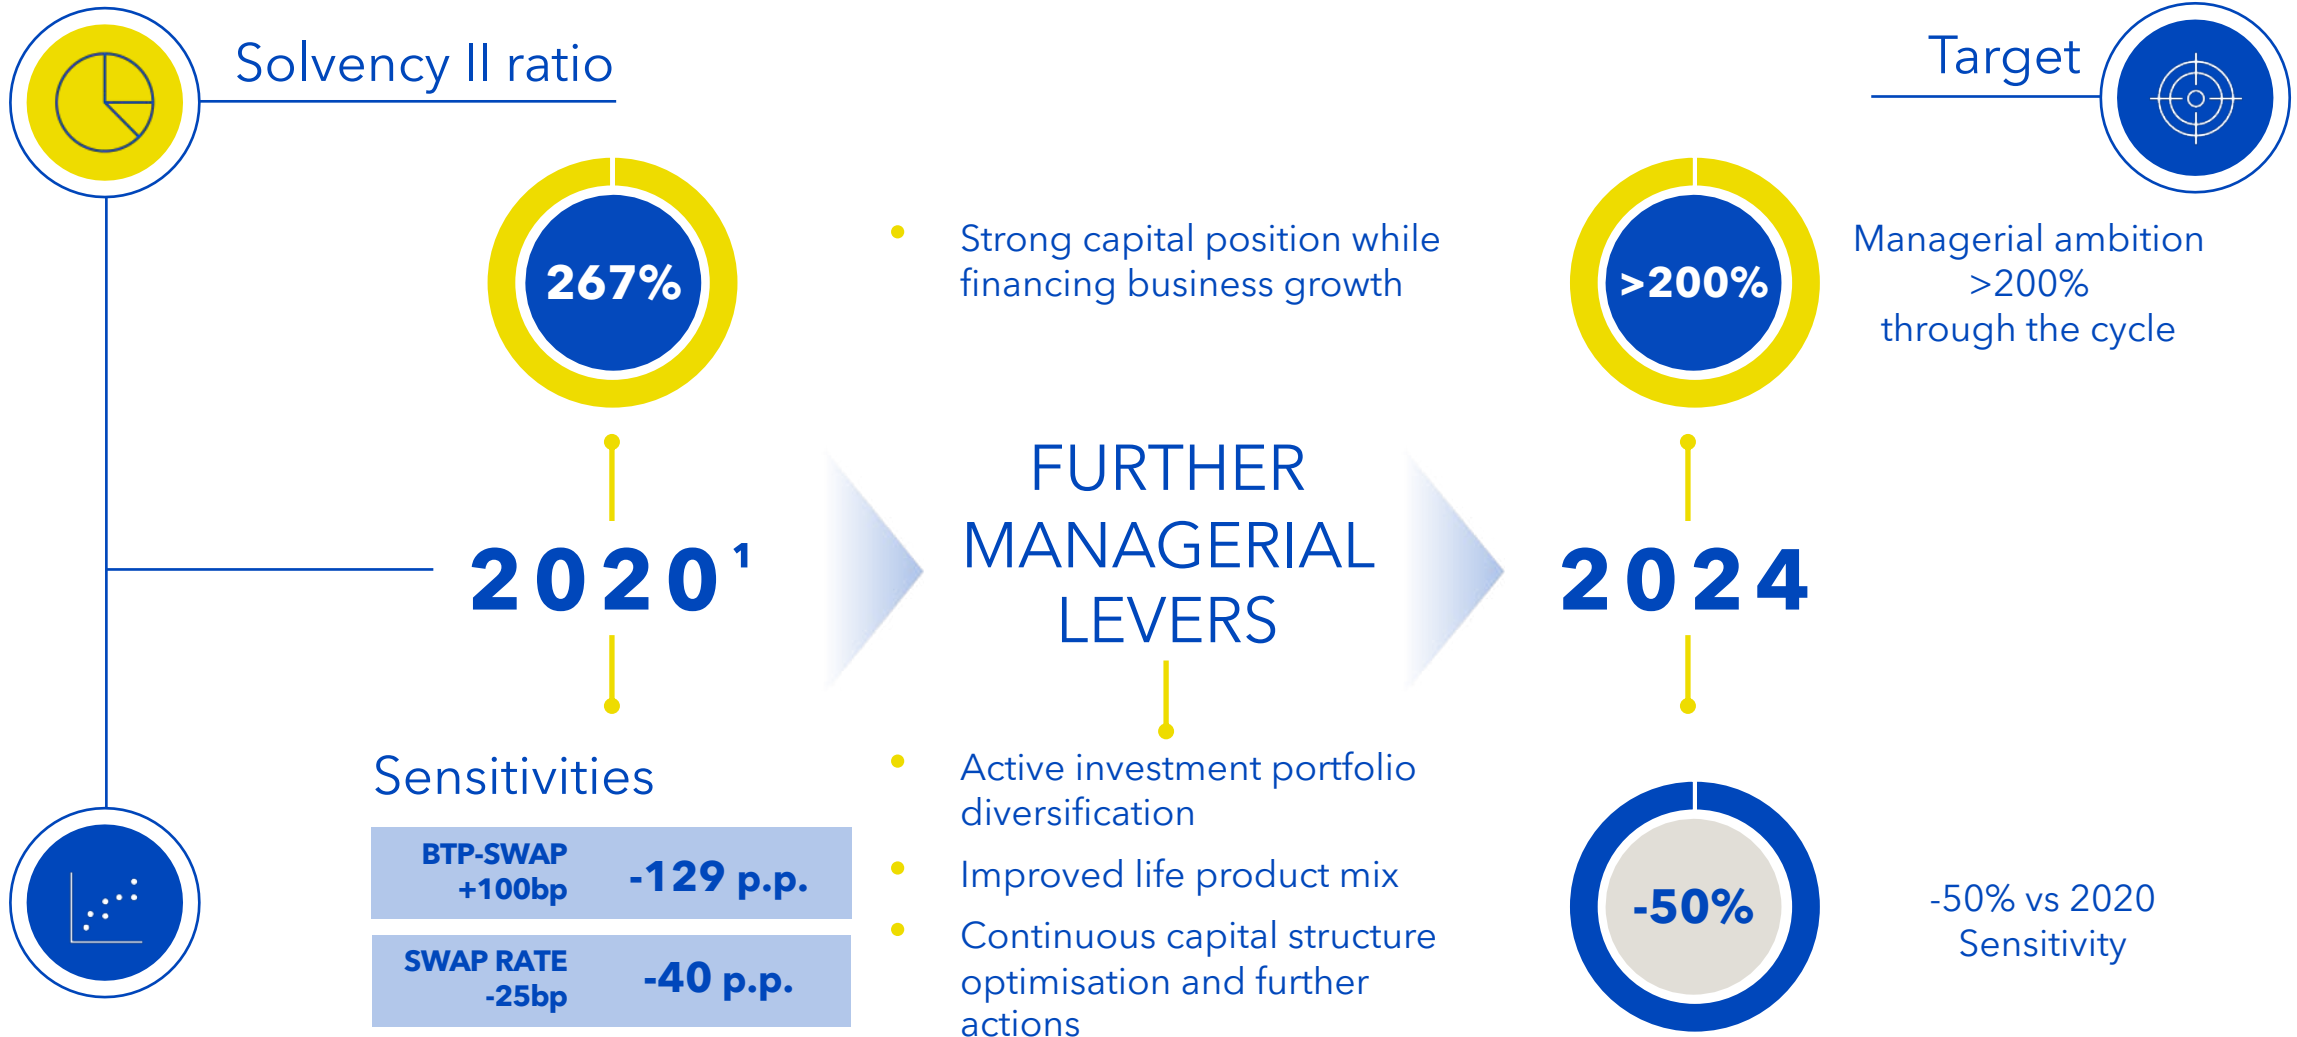 Solvency II ratio
Target
267%
• Strong capital position while
financing business growth
>200%
Managerial ambition
>200%
through the cycle
2020¹
FURTHER
MANAGERIAL
LEVERS
2024
Sensitivities
BTP-SWAP
+100bp
-129 p.p.
SWAP RATE
-25bp
-40 p.p.
• Active investment portfolio
diversification
• Improved life product mix
• Continuous capital structure
optimisation and further
actions
-50%
-50% vs 2020
Sensitivity